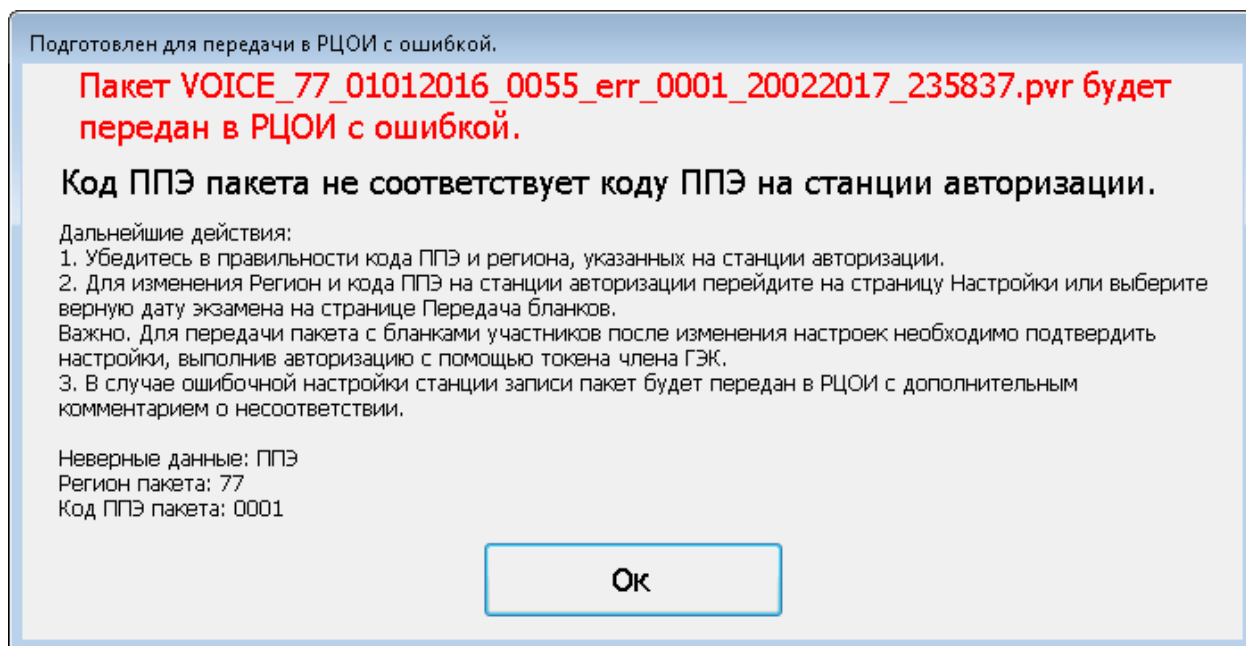 Подготовлен для передачи в РЦОИ с ошибкой.
Пакет VOICE_77_01012016_0055_err_0001_20022017_235837.pvr будет
передан в РЦОИ с ошибкой.
Код ППЭ пакета не соответствует коду ППЭ на станции авторизации.
Дальнейшие действия:
1. Убедитесь в правильности кода ППЭ и региона, указанных на станции авторизации.
2. Для изменения Регион и кода ППЭ на станции авторизации перейдите на страницу Настройки или выберите
верную дату экзамена на странице Передача бланков.
Важно. Для передачи пакета с бланками участников после изменения настроек необходимо подтвердить
настройки, выполнив авторизацию с помощью токена члена ГЭК.
3. В случае ошибочной настройки станции записи пакет будет передан в РЦОИ с дополнительным
комментарием о несоответствии.
Неверные данные: ППЭ
Регион пакета: 77
Код ППЭ пакета: 0001
Ок